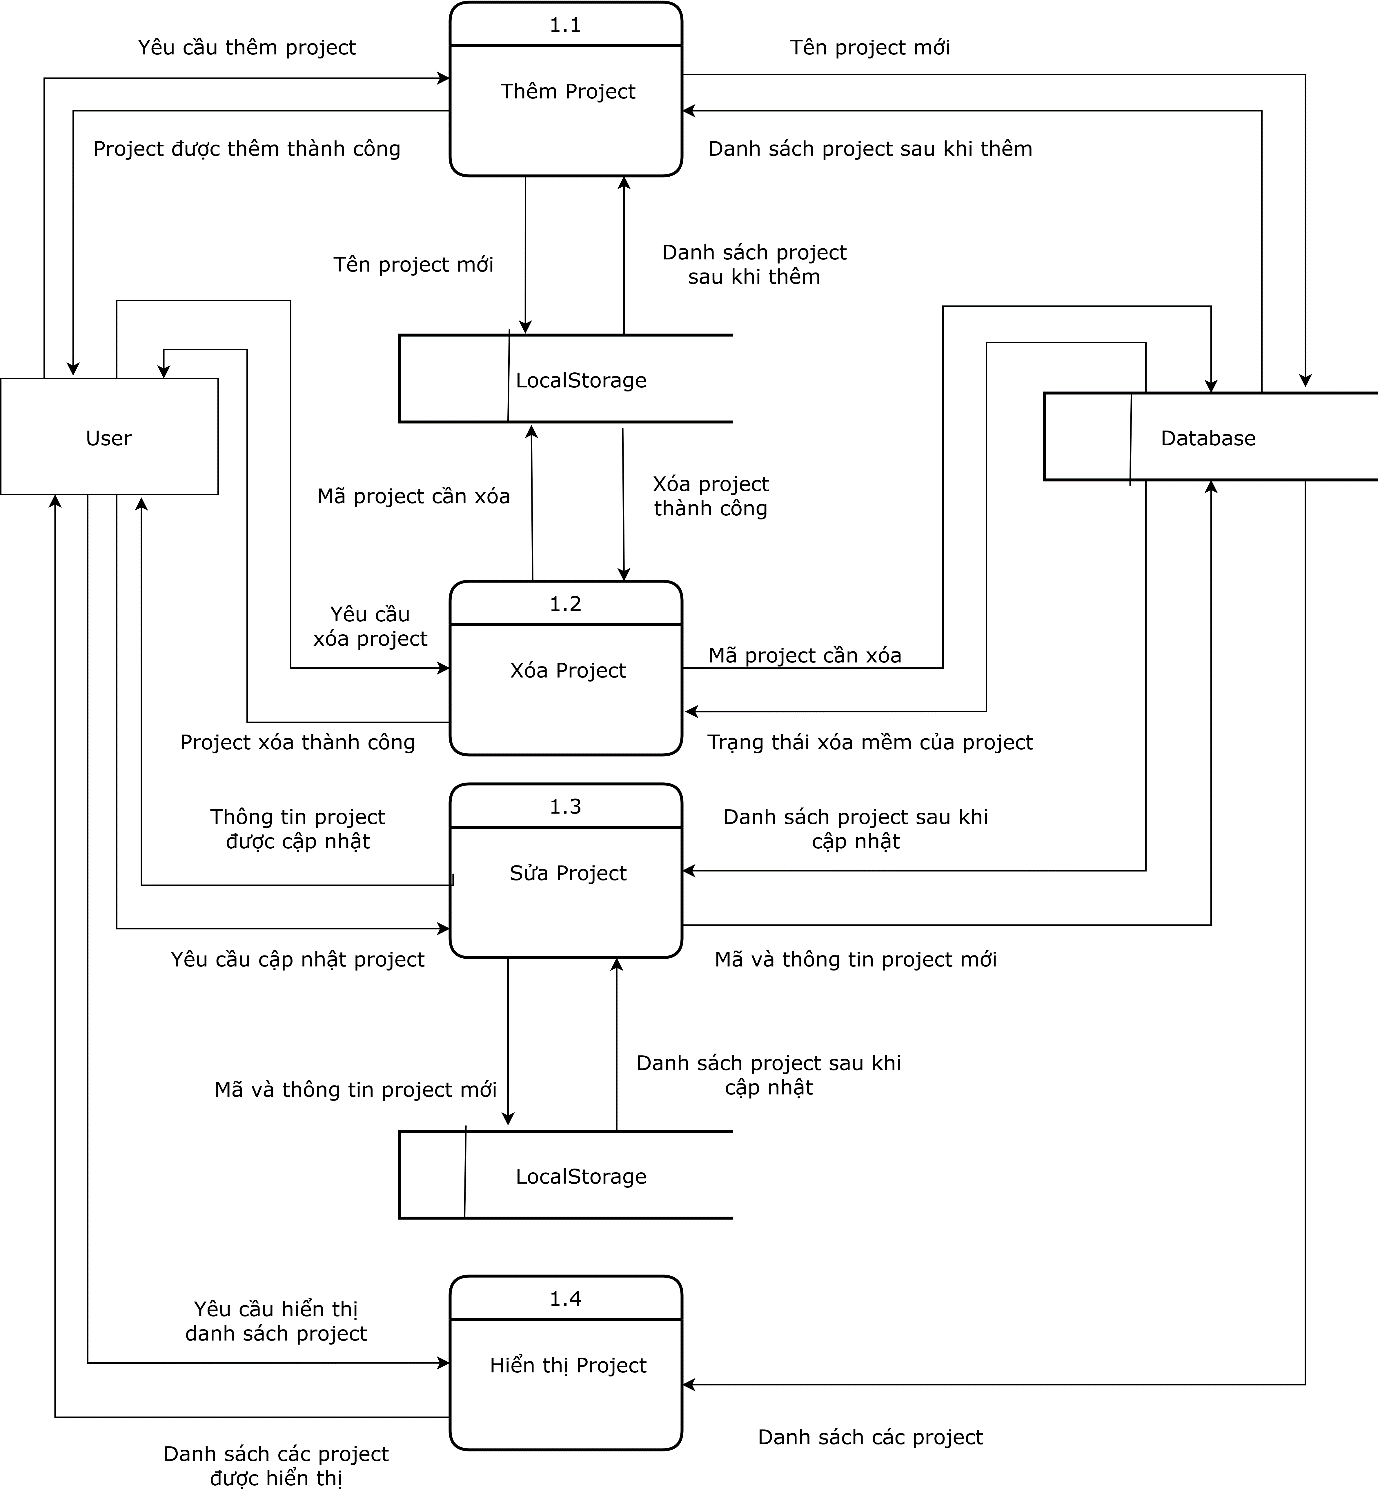 1.1
Yêu cầu thêm project
Tên project mới
Thêm Project
Project được thêm thành công
Danh sách project sau khi thêm
Tên project mới
Danh sách project
sau khi thêm
LocalStorage
User
Database
Mã project cần xóa
Xóa project
thành công
1.2
Yêu cầu
xóa project
Mã project cần xóa
Xóa Project
Project xóa thành công
Trạng thái xóa mềm của project
1.3
Thông tin project
được cập nhật
Danh sách project sau khi
cập nhật
Sửa Project
Yêu cầu cập nhật project
Mã và thông tin project mới
Mã và thông tin project mới
Danh sách project sau khi
cập nhật
LocalStorage
1.4
Yêu cầu hiển thị
danh sách project
Hiển thị Project
Danh sách các project
được hiển thị
Danh sách các project